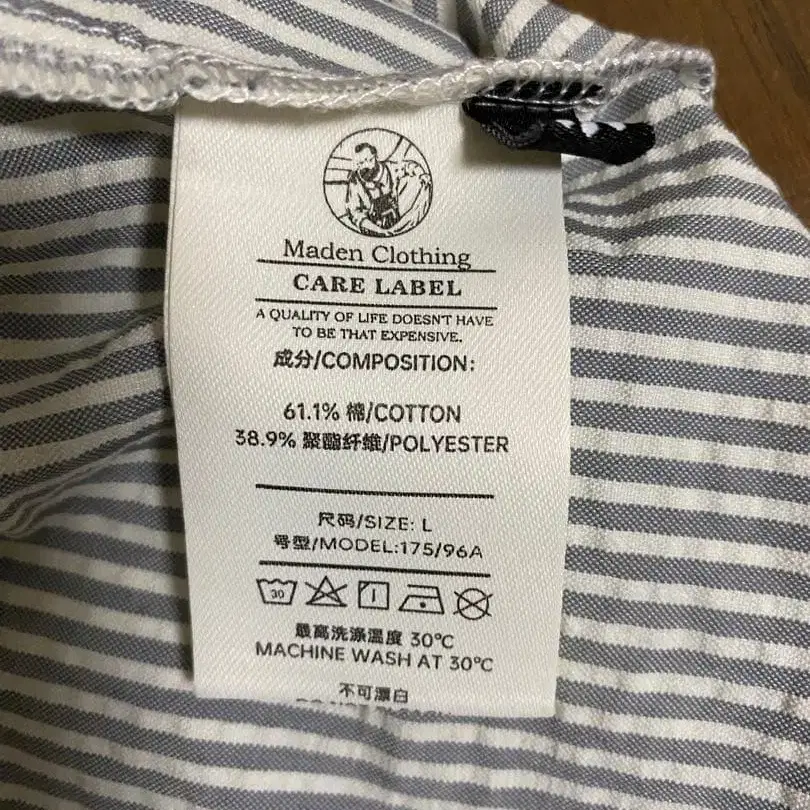 Maden Clothing
CARE LABEL
A QUALITY OF LIFE DOESN'T HAVE
TO BE THAT EXPENSIVE.
成分/COMPOSITION:
61.1% 棉/COTTON
38.9% 聚酯纤维/POLYESTER
尺码/SIZE: L
号型/MODEL:175/96A
30
最高洗涤温度 30℃
MACHINE WASH AT 30℃
不可漂白